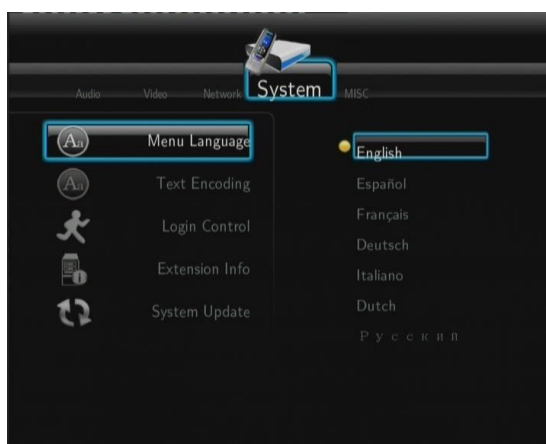 Audio Video Network System MISC
Menu Language
Text Encoding
Login Control
Extension Info
System Update
English
Español
Français
Deutsch
Italiano
Dutch
Русский